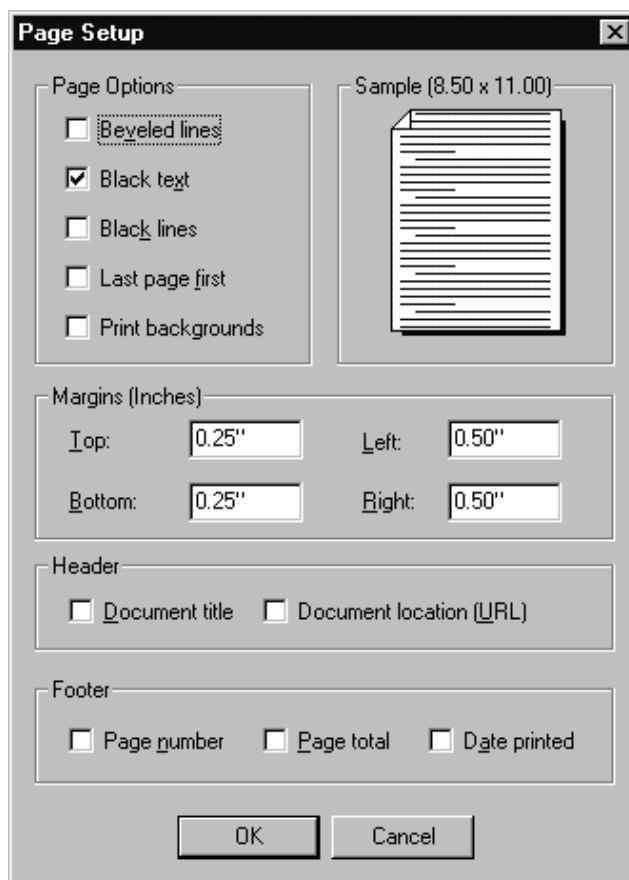 Page Setup
Page Options
Beveled lines
Black text
Black lines
Last page first
Print backgrounds
Sample (8.50 x 11.00)
Margins (Inches)
Top: 0.25" Left: 0.50"
Bottom: 0.25" Right: 0.50"
Header
Document title Document location (URL)
Footer
Page number Page total Date printed
OK Cancel